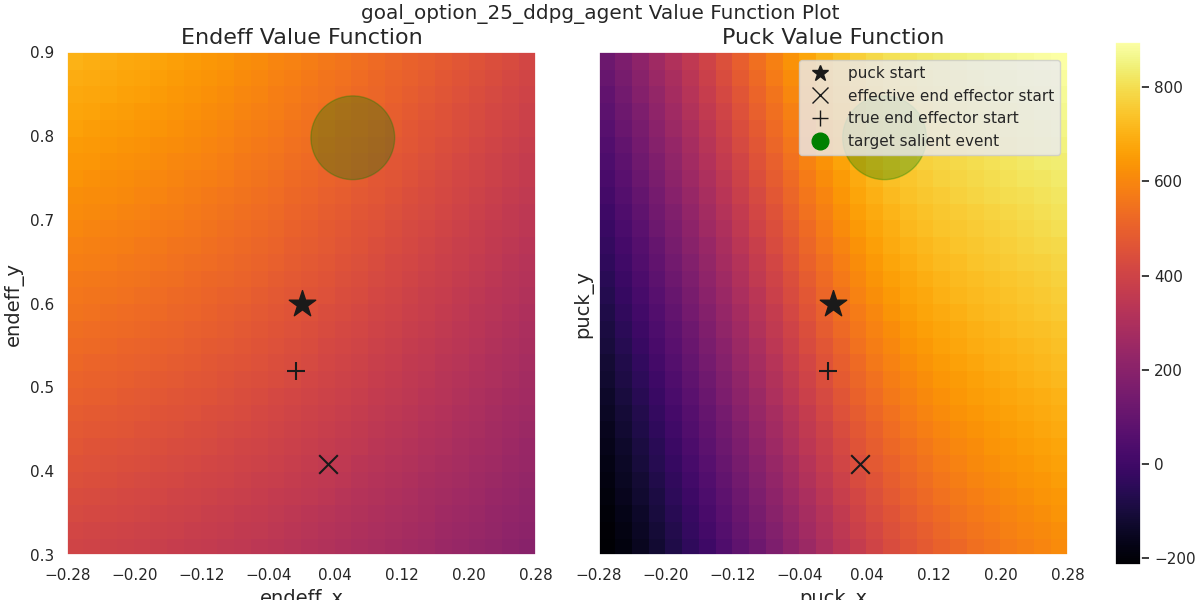 goal_option_25_ddpg_agent Value Function Plot
Endeff Value Function
Puck Value Function
puck start
effective end effector start
true end effector start
target salient event
endeff_y
0.9
0.8
0.7
0.6
0.5
0.4
0.3
−0.28 −0.20 −0.12 −0.04 0.04 0.12 0.20 0.28
endeff_x
puck_y
−0.28 −0.20 −0.12 −0.04 0.04 0.12 0.20 0.28
puck_x
800
600
400
200
0
−200